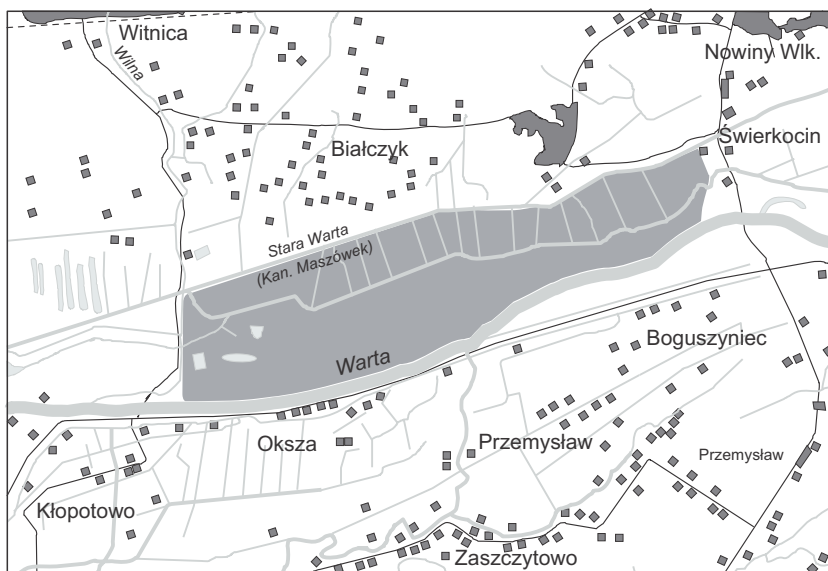 Witnica
Wilna
Nowiny Wlk.
Białczyk
Świerkocin
Stara Warta
(Kan. Maszówek)
Warta
Boguszyniec
Oksza
Przemysław
Przemysław
Kłopotowo
Zaszczytowo